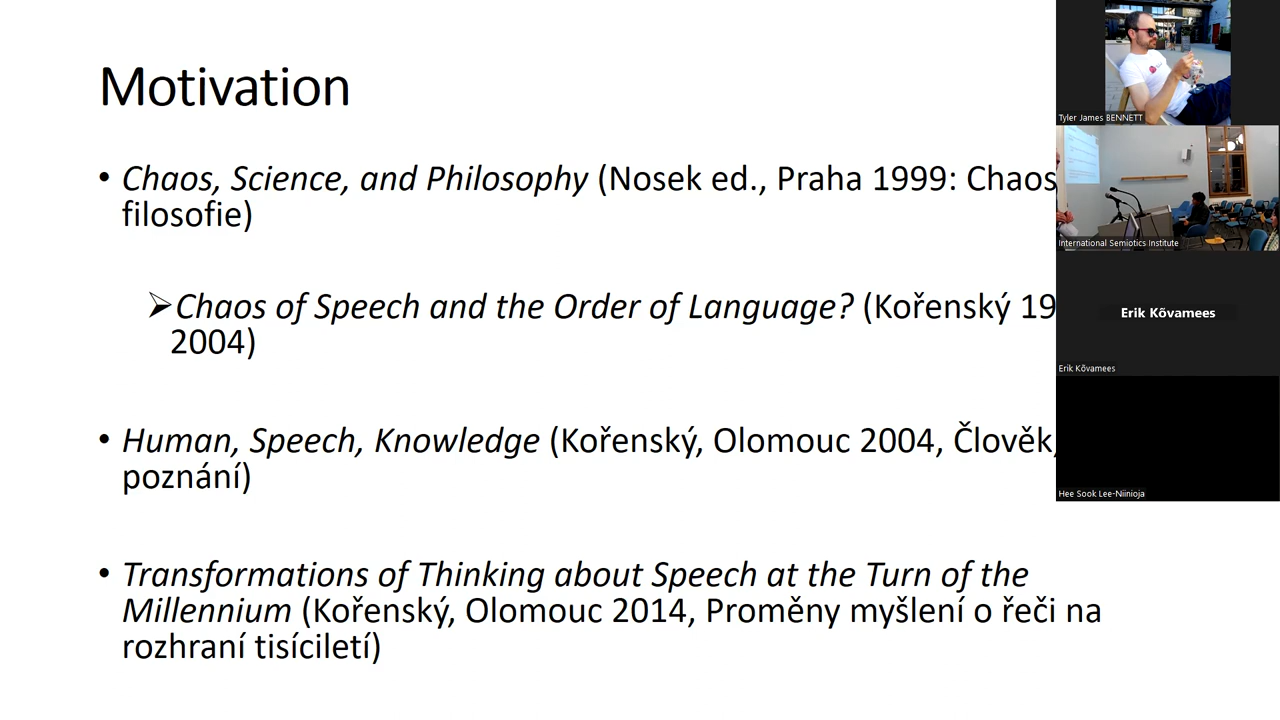 Motivation
• Chaos, Science, and Philosophy (Nosek ed., Praha 1999: Chaos
filosofie)
➢Chaos of Speech and the Order of Language? (Kořenský 19
2004)
• Human, Speech, Knowledge (Kořenský, Olomouc 2004, Člověk,
poznání)
• Transformations of Thinking about Speech at the Turn of the
Millennium (Kořenský, Olomouc 2014, Proměny myšlení o řeči na
rozhraní tisíciletí)
Tyler James BENNETT
International Semiotics Institute
Erik Kõvamees
Erik Kõvamees
Hee Sook Lee-Niinioja